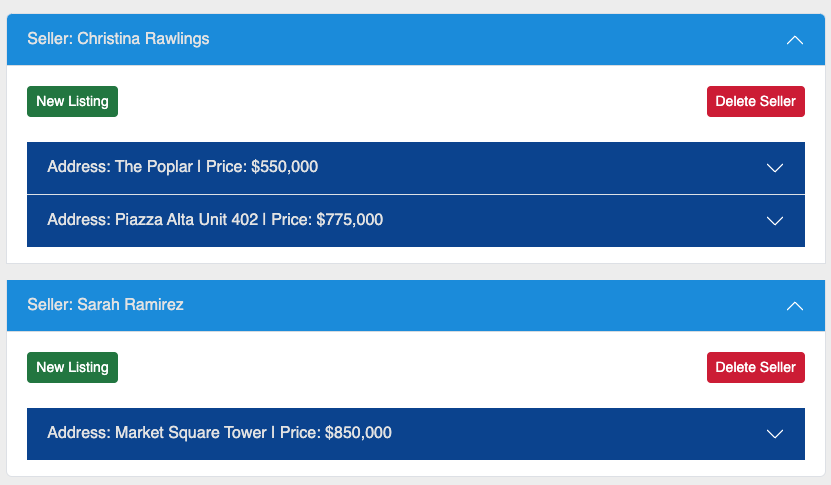 Seller: Christina Rawlings
New Listing
Delete Seller
Address: The Poplar | Price: $550,000
Address: Piazza Alta Unit 402 | Price: $775,000
Seller: Sarah Ramirez
New Listing
Delete Seller
Address: Market Square Tower | Price: $850,000